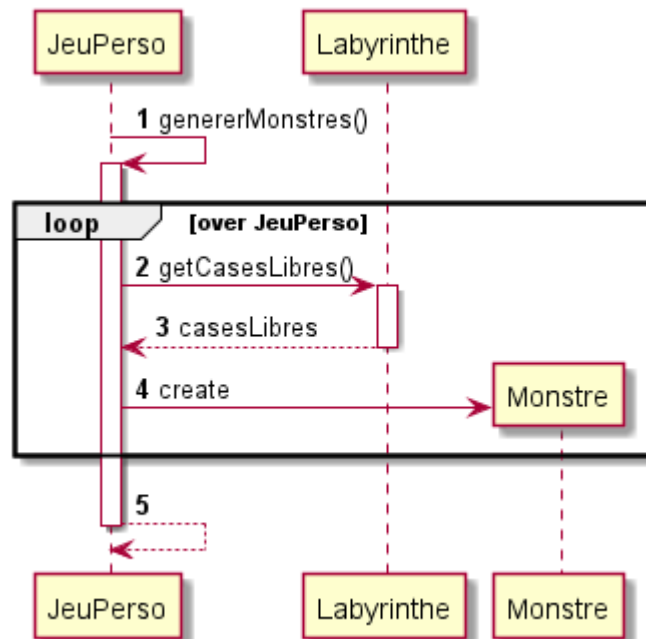 JeuPerso Labyrinthe
1 genererMonstres()
loop [over JeuPerso]
2 getCasesLibres()
3 casesLibres
4 create
Monstre
5
JeuPerso Labyrinthe Monstre